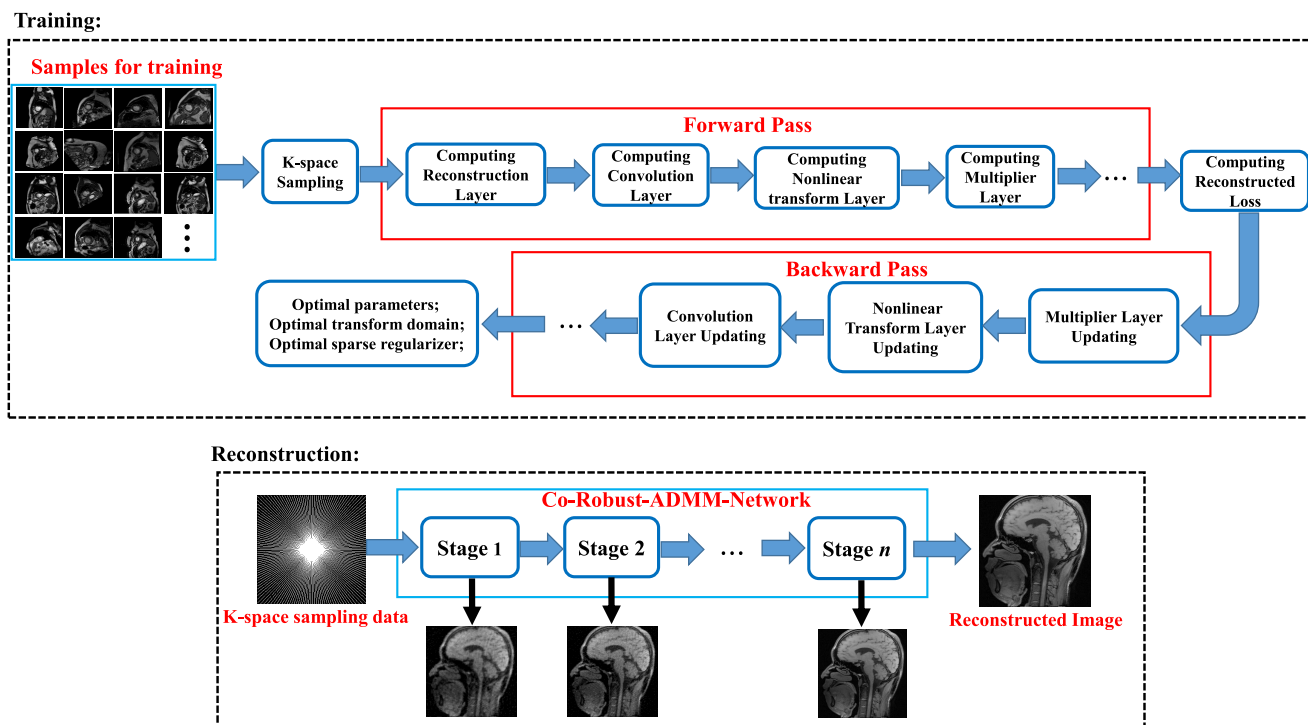 Training:
Samples for training
K-space
Sampling
Forward Pass
Computing
Reconstruction
Layer
Computing
Convolution
Layer
Computing
Nonlinear
transform Layer
Computing
Multiplier
Layer
...
Computing
Reconstructed
Loss
Backward Pass
Multiplier Layer
Updating
Nonlinear
Transform Layer
Updating
Convolution
Layer Updating
...
Optimal parameters;
Optimal transform domain;
Optimal sparse regularizer;
Reconstruction:
K-space sampling data
Co-Robust-ADMM-Network
Stage 1
Stage 2
...
Stage n
Reconstructed Image